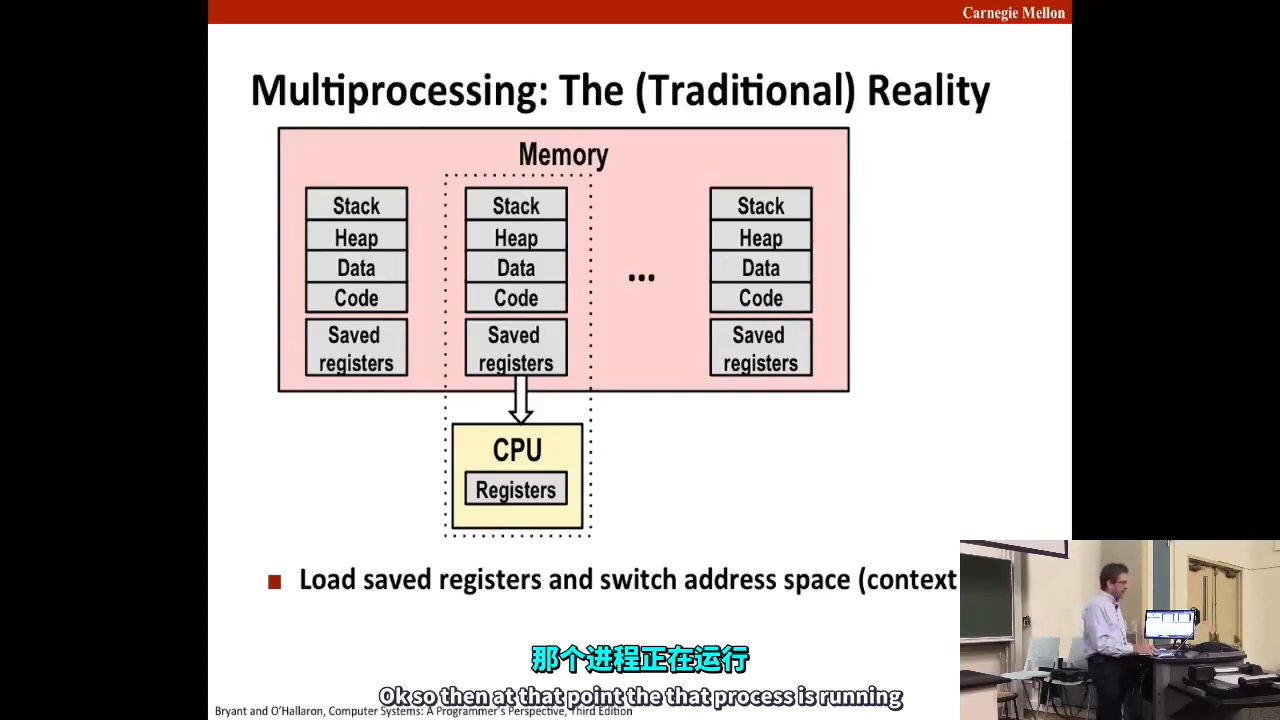 Carnegie Mellon
Multiprocessing: The (Traditional) Reality
Memory
Stack
Heap
Data
Code
Saved
registers
Stack
Heap
Data
Code
Saved
registers
...
Stack
Heap
Data
Code
Saved
registers
CPU
Registers
Load saved registers and switch address space (context
那个进程正在运行
Ok so then at that point the that process is running
Bryant and O'Hallaron, Computer Systems: A Programmer's Perspective, Third Edition